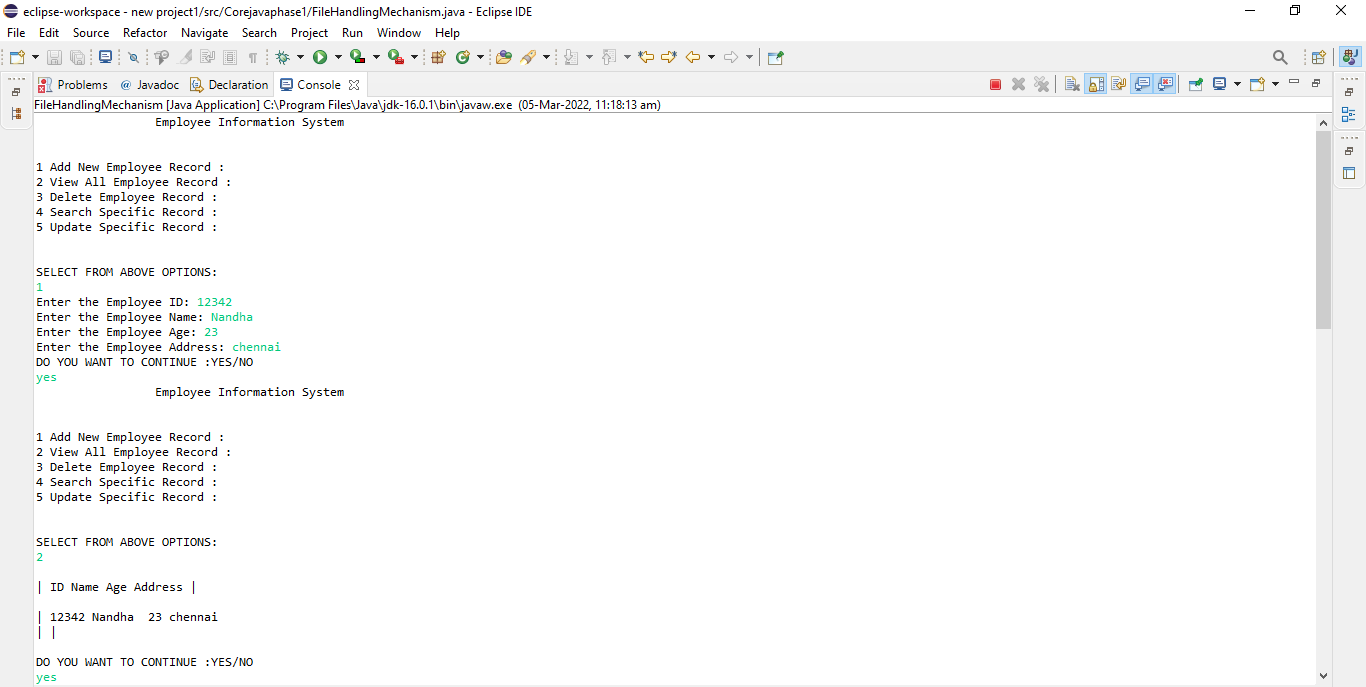 eclipse-workspace - new project1/src/Corejavaphase1/FileHandlingMechanism.java - Eclipse IDE
File Edit Source Refactor Navigate Search Project Run Window Help
Problems @ Javadoc Declaration Console
FileHandlingMechanism [Java Application] C:\Program Files\Java\jdk-16.0.1\bin\javaw.exe (05-Mar-2022, 11:18:13 am)
Employee Information System
1 Add New Employee Record :
2 View All Employee Record :
3 Delete Employee Record :
4 Search Specific Record :
5 Update Specific Record :
SELECT FROM ABOVE OPTIONS:
1
Enter the Employee ID: 12342
Enter the Employee Name: Nandha
Enter the Employee Age: 23
Enter the Employee Address: chennai
DO YOU WANT TO CONTINUE :YES/NO
yes
Employee Information System
1 Add New Employee Record :
2 View All Employee Record :
3 Delete Employee Record :
4 Search Specific Record :
5 Update Specific Record :
SELECT FROM ABOVE OPTIONS:
2
| ID Name Age Address |
| 12342 Nandha  23 chennai
| |
DO YOU WANT TO CONTINUE :YES/NO
yes